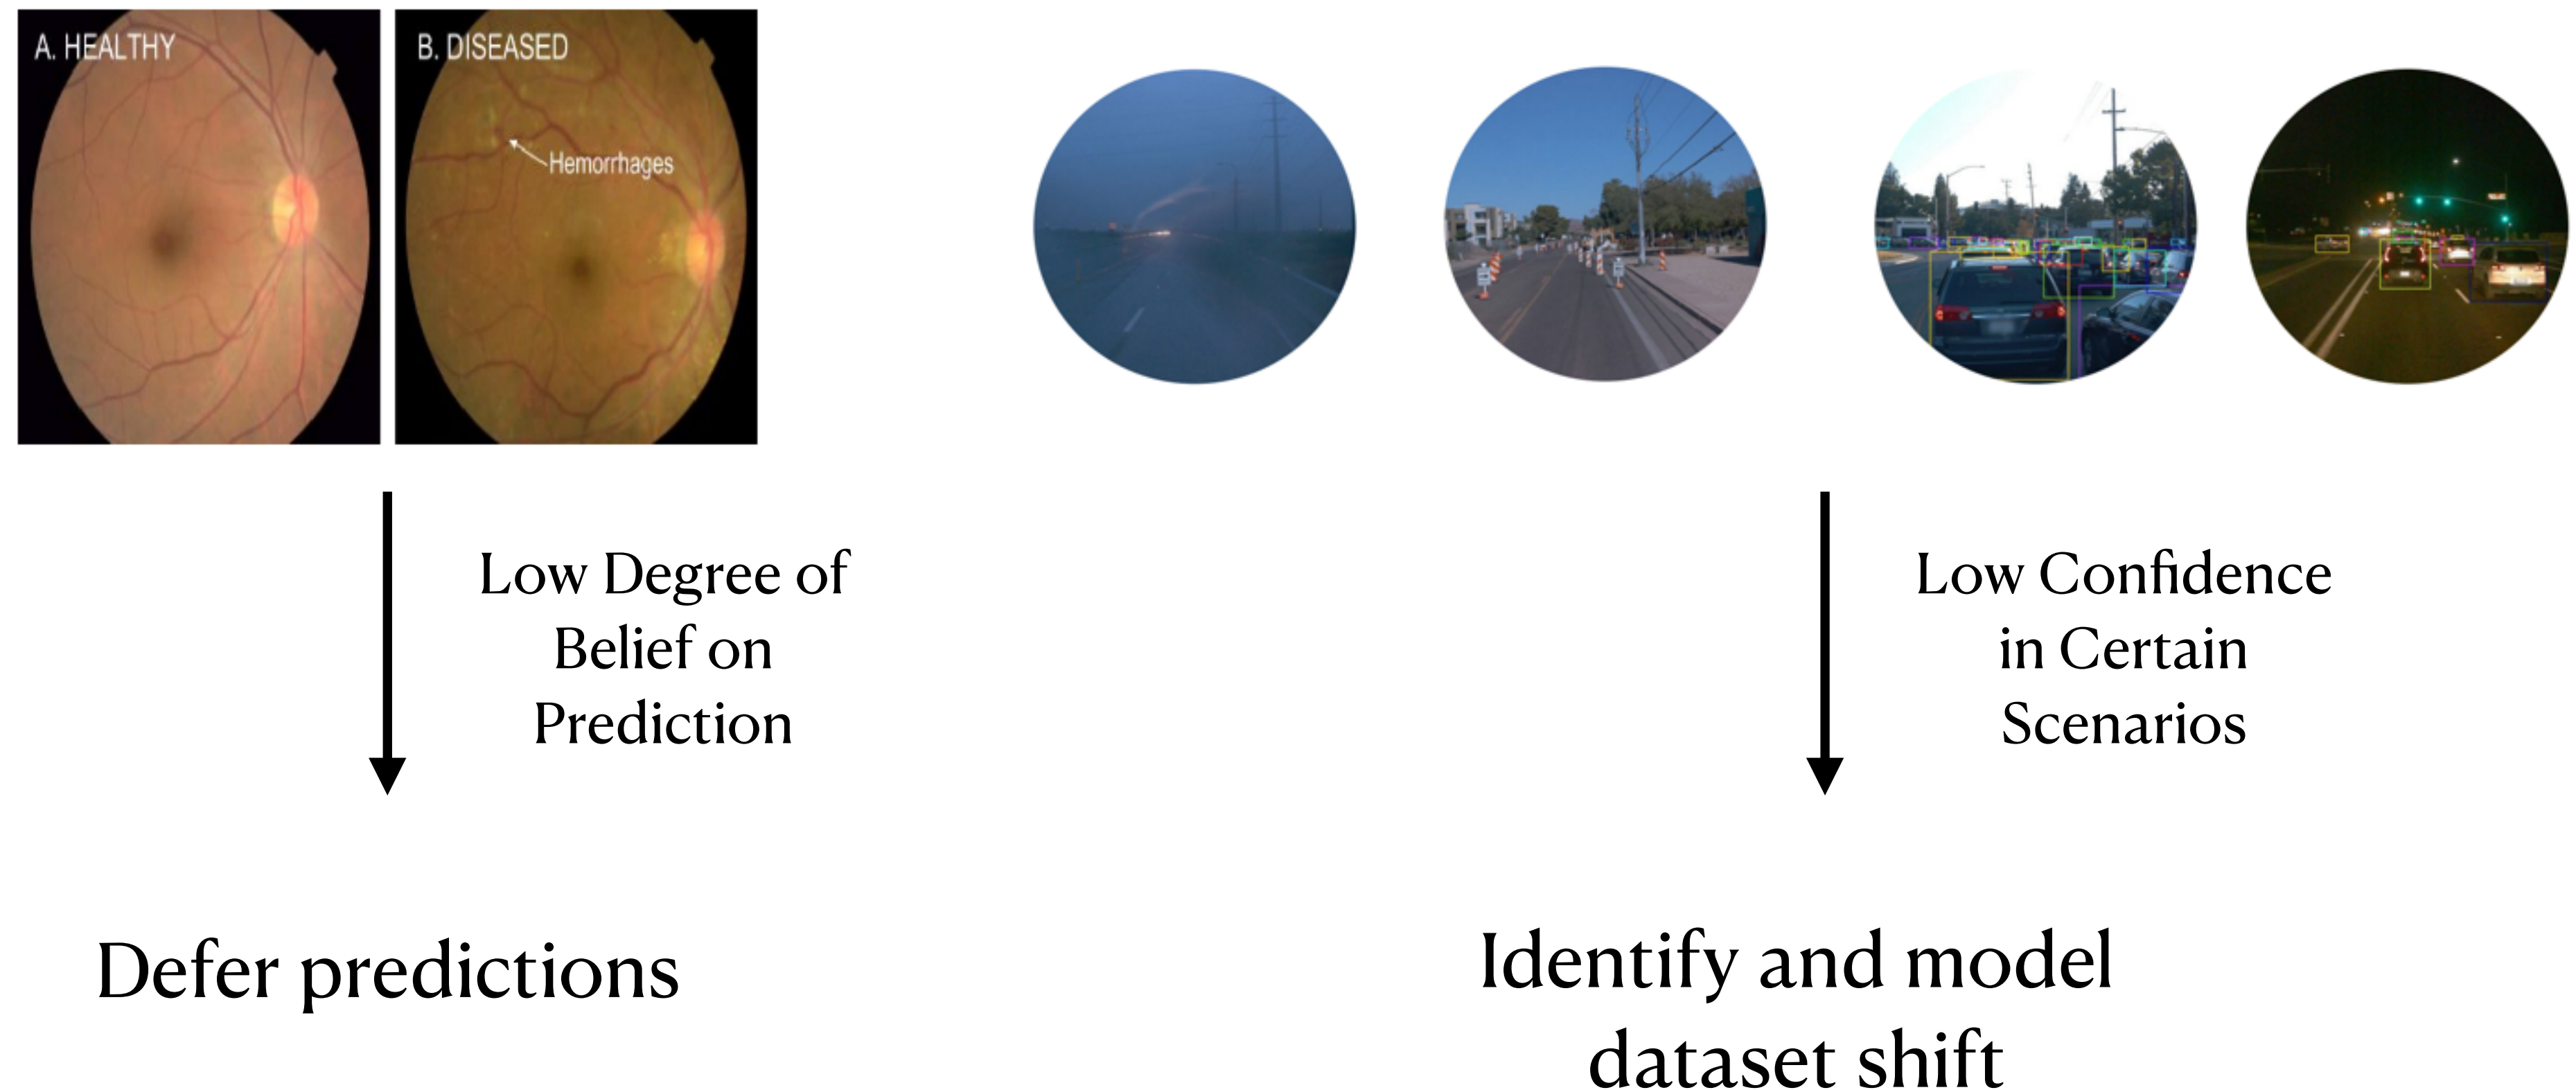 A. HEALTHY
B. DISEASED
Hemorrhages
Low Degree of
Belief on
Prediction
Low Confidence
in Certain
Scenarios
Defer predictions
Identify and model
dataset shift